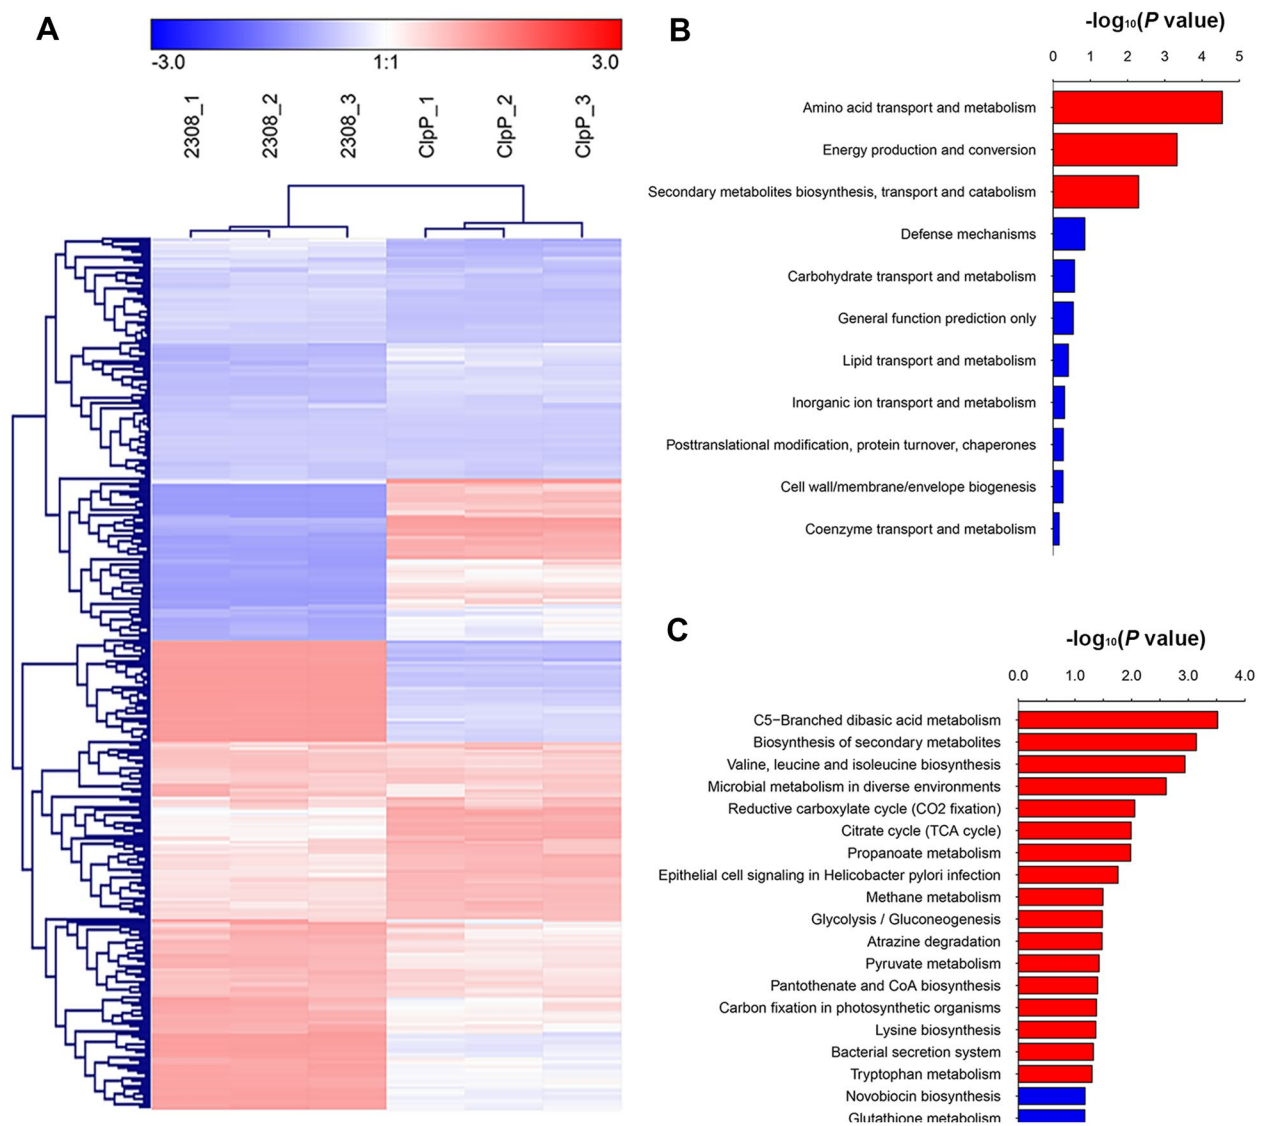 A
-3.0 1:1 3.0
2308_1 2308_2 2308_3 ClpP_1 ClpP_2 ClpP_3
B
-log₁₀(P value)
0 1 2 3 4 5
Amino acid transport and metabolism
Energy production and conversion
Secondary metabolites biosynthesis, transport and catabolism
Defense mechanisms
Carbohydrate transport and metabolism
General function prediction only
Lipid transport and metabolism
Inorganic ion transport and metabolism
Posttranslational modification, protein turnover, chaperones
Cell wall/membrane/envelope biogenesis
Coenzyme transport and metabolism
C
-log₁₀(P value)
0.0 1.0 2.0 3.0 4.0
C5−Branched dibasic acid metabolism
Biosynthesis of secondary metabolites
Valine, leucine and isoleucine biosynthesis
Microbial metabolism in diverse environments
Reductive carboxylate cycle (CO2 fixation)
Citrate cycle (TCA cycle)
Propanoate metabolism
Epithelial cell signaling in Helicobacter pylori infection
Methane metabolism
Glycolysis / Gluconeogenesis
Atrazine degradation
Pyruvate metabolism
Pantothenate and CoA biosynthesis
Carbon fixation in photosynthetic organisms
Lysine biosynthesis
Bacterial secretion system
Tryptophan metabolism
Novobiocin biosynthesis
Glutathione metabolism